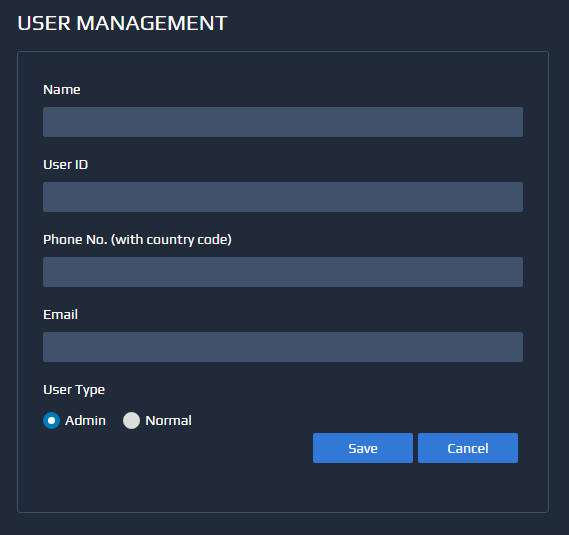 USER MANAGEMENT
Name
User ID
Phone No. (with country code)
Email
User Type
Admin Normal
Save Cancel